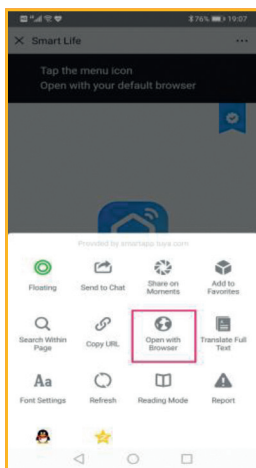 76% 19:07
Smart Life
Tap the menu icon
Open with your default browser
Provided by smartapp.tuya.com
Floating
Send to Chat
Share on
Moments
Add to
Favorites
Search Within
Page
Copy URL
Open with
Browser
Translate Full
Text
Font Settings
Refresh
Reading Mode
Report